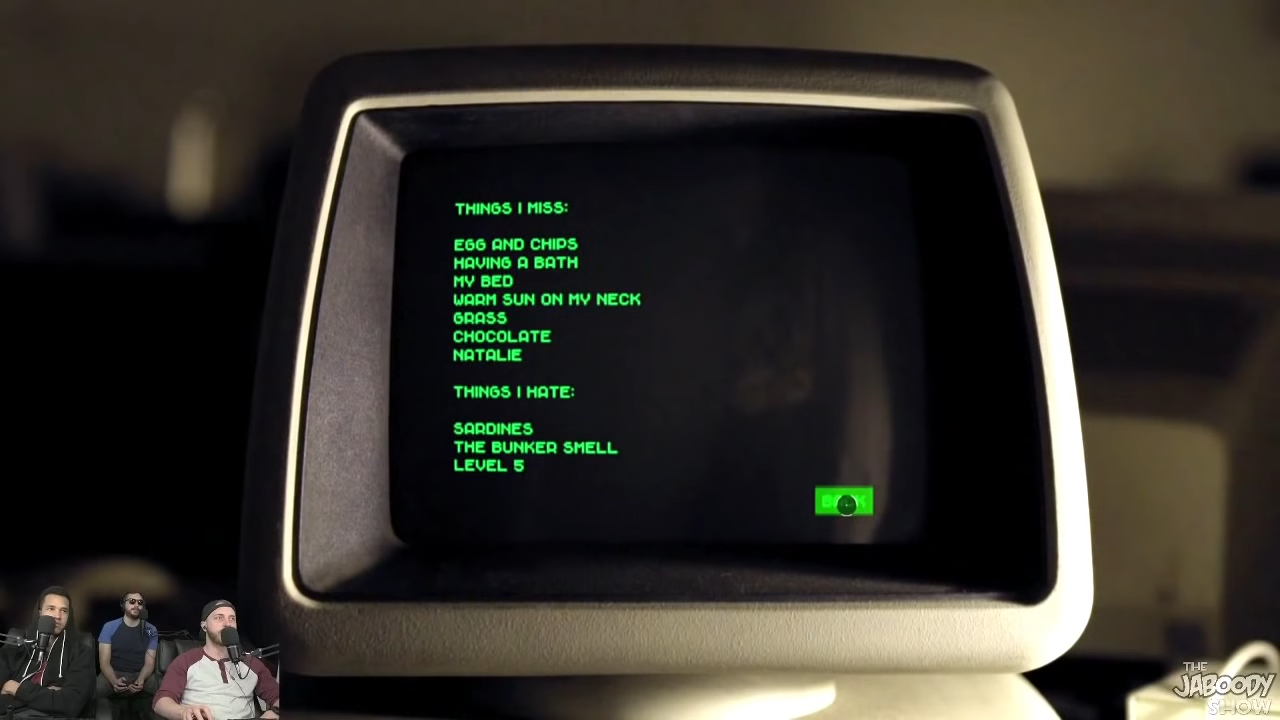 THINGS I MISS:
EGG AND CHIPS
HAVING A BATH
MY BED
WARM SUN ON MY NECK
GRASS
CHOCOLATE
NATALIE
THINGS I HATE:
SARDINES
THE BUNKER SMELL
LEVEL 5
BACK
THE
JABOODY
SHOW